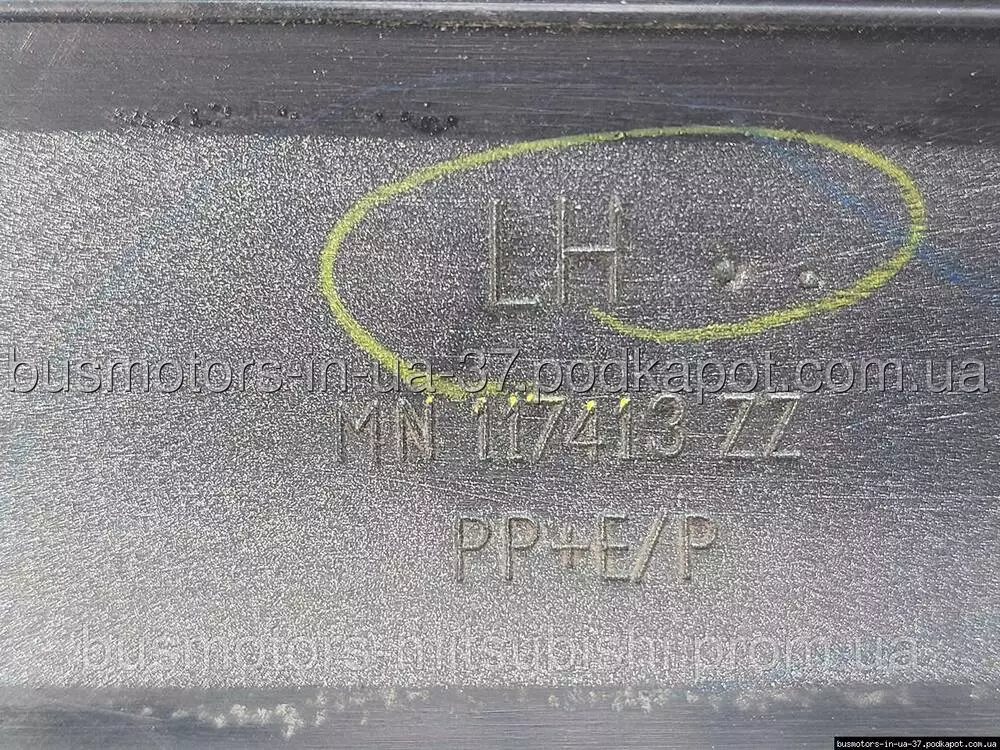 LH
busmotors-in-ua-37.podkapot.com.ua
MN 117413 ZZ
PP+E/P
busmotors-mitsubishi.prom.ua
busmotors-in-ua-37.podkapot.com.ua